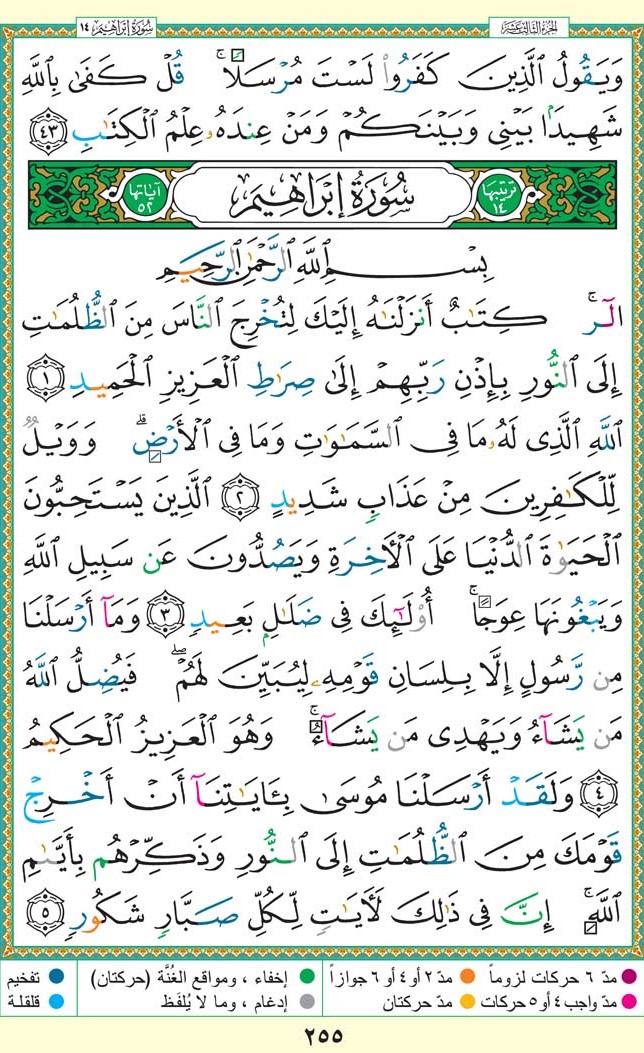 سُورَةُ إِبْرَاهِيم ١٤
الجزء الثالث عشر
وَيَقُولُ ٱلَّذِينَ كَفَرُوا۟ لَسْتَ مُرْسَلًا ۚ قُلْ كَفَىٰ بِٱللَّهِ
شَهِيدًۢا بَيْنِى وَبَيْنَكُمْ وَمَنْ عِندَهُۥ عِلْمُ ٱلْكِتَٰبِ ٤٣
ترتيبها ١٤
سُورَةُ إِبْرَاهِيم
آياتها ٥٢
بِسْمِ ٱللَّهِ ٱلرَّحْمَٰنِ ٱلرَّحِيمِ
الٓر ۚ كِتَٰبٌ أَنزَلْنَٰهُ إِلَيْكَ لِتُخْرِجَ ٱلنَّاسَ مِنَ ٱلظُّلُمَٰتِ
إِلَى ٱلنُّورِ بِإِذْنِ رَبِّهِمْ إِلَىٰ صِرَٰطِ ٱلْعَزِيزِ ٱلْحَمِيدِ ١
ٱللَّهِ ٱلَّذِى لَهُۥ مَا فِى ٱلسَّمَٰوَٰتِ وَمَا فِى ٱلْأَرْضِ ۗ وَوَيْلٌ
لِّلْكَٰفِرِينَ مِنْ عَذَابٍ شَدِيدٍ ٢ ٱلَّذِينَ يَسْتَحِبُّونَ
ٱلْحَيَوٰةَ ٱلدُّنْيَا عَلَى ٱلْءَاخِرَةِ وَيَصُدُّونَ عَن سَبِيلِ ٱللَّهِ
وَيَبْغُونَهَا عِوَجًا ۚ أُو۟لَٰٓئِكَ فِى ضَلَٰلٍۭ بَعِيدٍ ٣ وَمَآ أَرْسَلْنَا
مِن رَّسُولٍ إِلَّا بِلِسَانِ قَوْمِهِۦ لِيُبَيِّنَ لَهُمْ ۖ فَيُضِلُّ ٱللَّهُ
مَن يَشَآءُ وَيَهْدِى مَن يَشَآءُ ۚ وَهُوَ ٱلْعَزِيزُ ٱلْحَكِيمُ
٤ وَلَقَدْ أَرْسَلْنَا مُوسَىٰ بِـَٔايَٰتِنَآ أَنْ أَخْرِجْ
قَوْمَكَ مِنَ ٱلظُّلُمَٰتِ إِلَى ٱلنُّورِ وَذَكِّرْهُم بِأَيَّىٰمِ
ٱللَّهِ ۚ إِنَّ فِى ذَٰلِكَ لَءَايَٰتٍ لِّكُلِّ صَبَّارٍ شَكُورٍ ٥
مدّ ٦ حركات لزوماً مدّ ٢ أو ٤ أو ٦ جوازاً إخفاء ، ومواقع الغُنَّة (حركتان) تفخيم
مدّ واجب ٤ أو ٥ حركات مدّ حركتان إدغام ، وما لا يُلفَظ قلقلة
٢٥٥